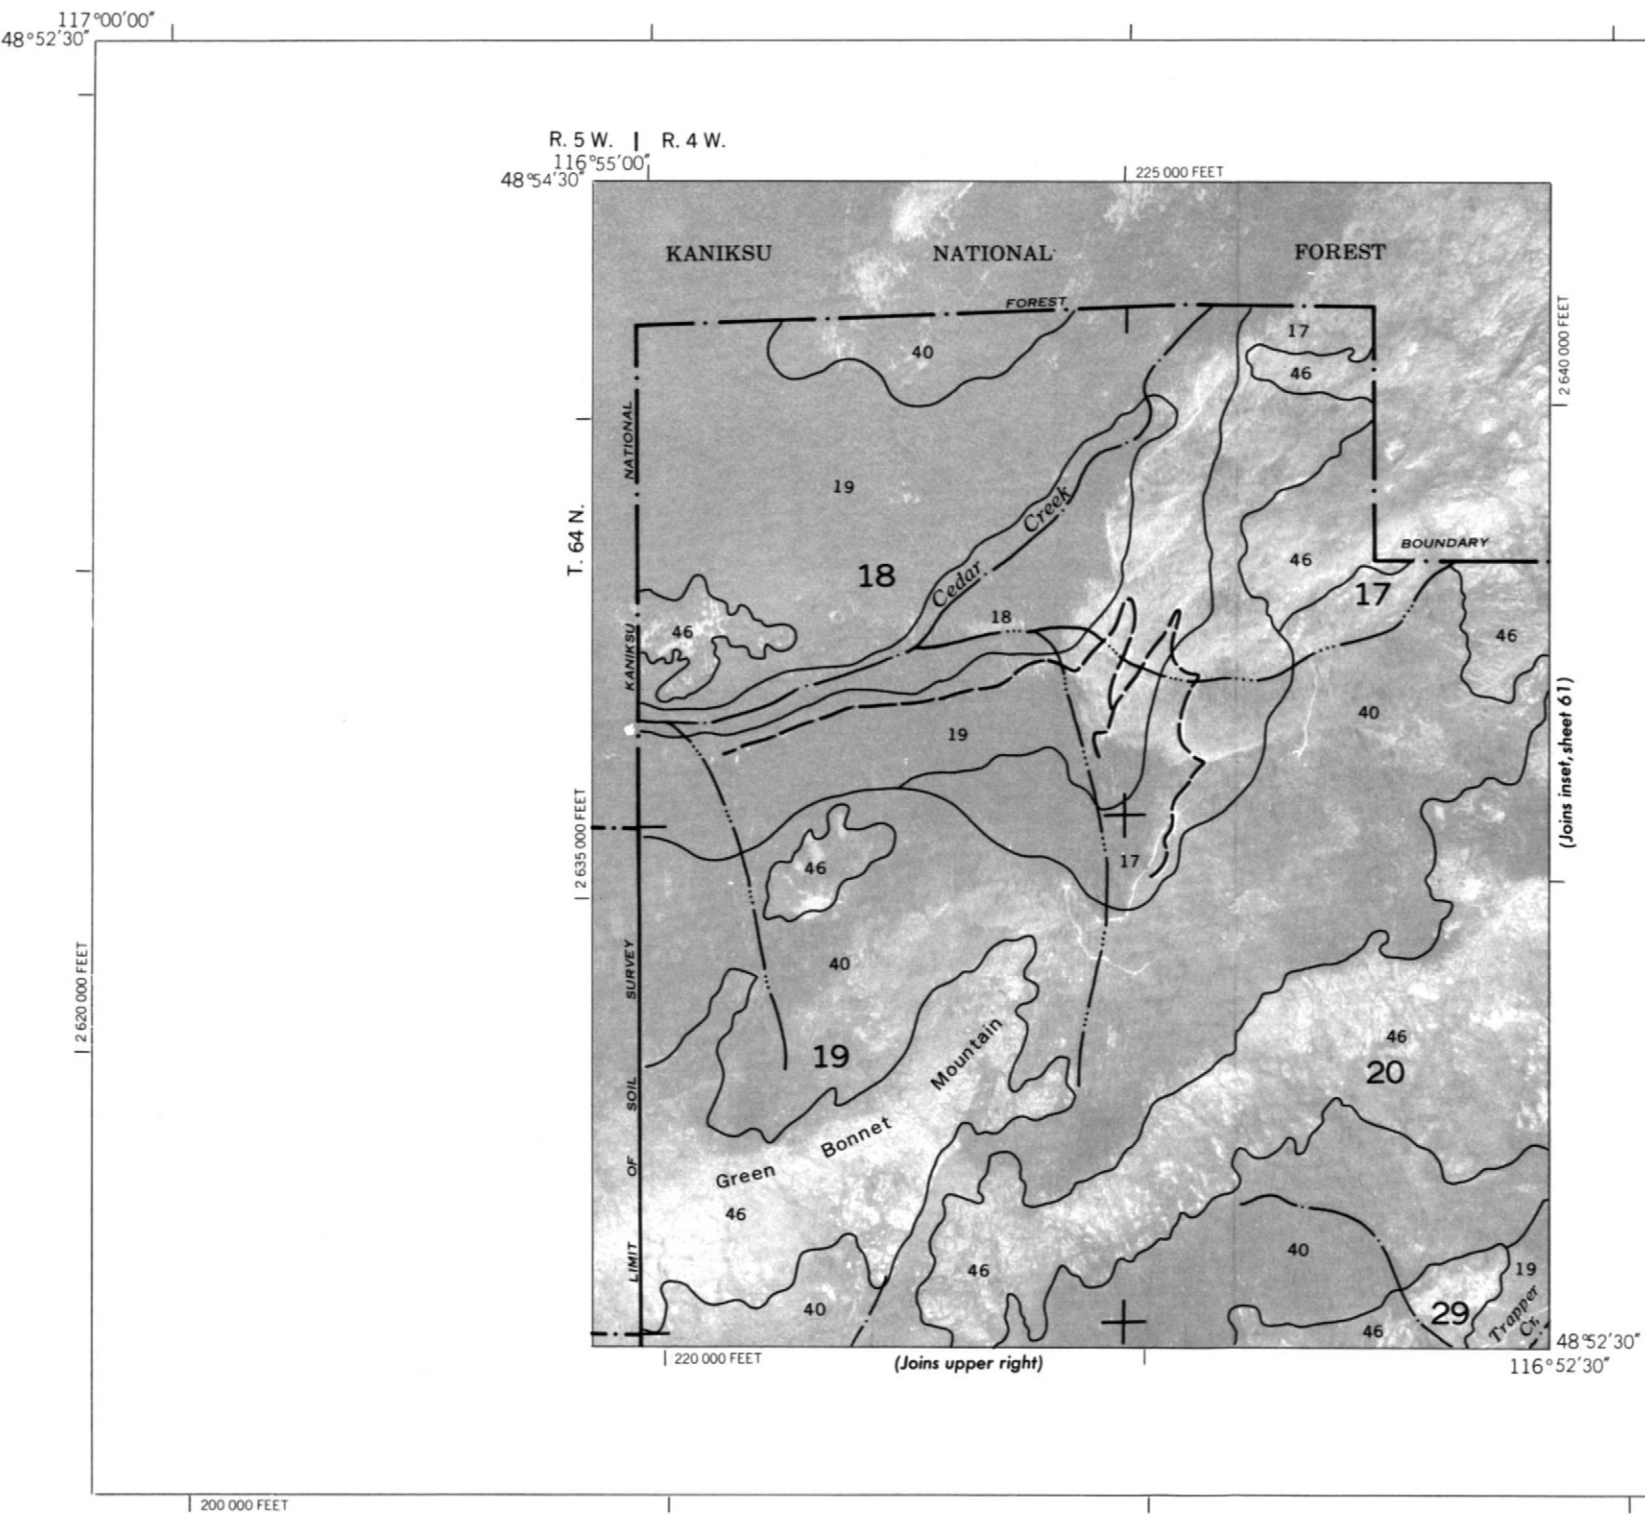 117°00'00"
48°52'30"
R. 5 W. | R. 4 W.
116°55'00"
48°54'30"
225 000 FEET
KANIKSU NATIONAL FOREST
FOREST
17
40
46
2 640 000 FEET
NATIONAL
19
Creek
T. 64 N.
BOUNDARY
46
18
Cedar
17
18
46
46
KANIKSU
40
(Joins inset, sheet 61)
19
2 635 000 FEET
46
17
2 620 000 FEET
SURVEY
40
46
19
Mountain
20
SOIL
Bonnet
OF
Green
46
LIMIT
40
46
19
40
29
Trapper
Cr.
46
48°52'30"
220 000 FEET
(Joins upper right)
116°52'30"
200 000 FEET